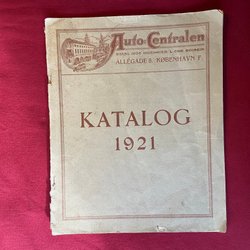 Auto-Centralen
ALLÉGADE 8. KØBENHAVN F.
KATALOG
1921